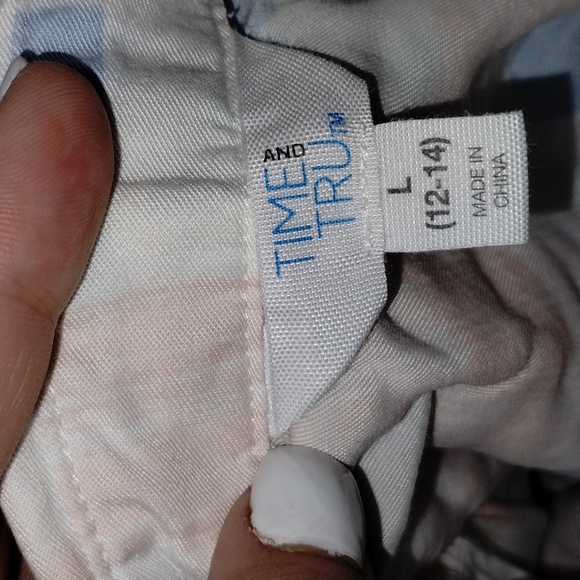 TIME
AND
TRU™
L
(12-14)
MADE IN
CHINA